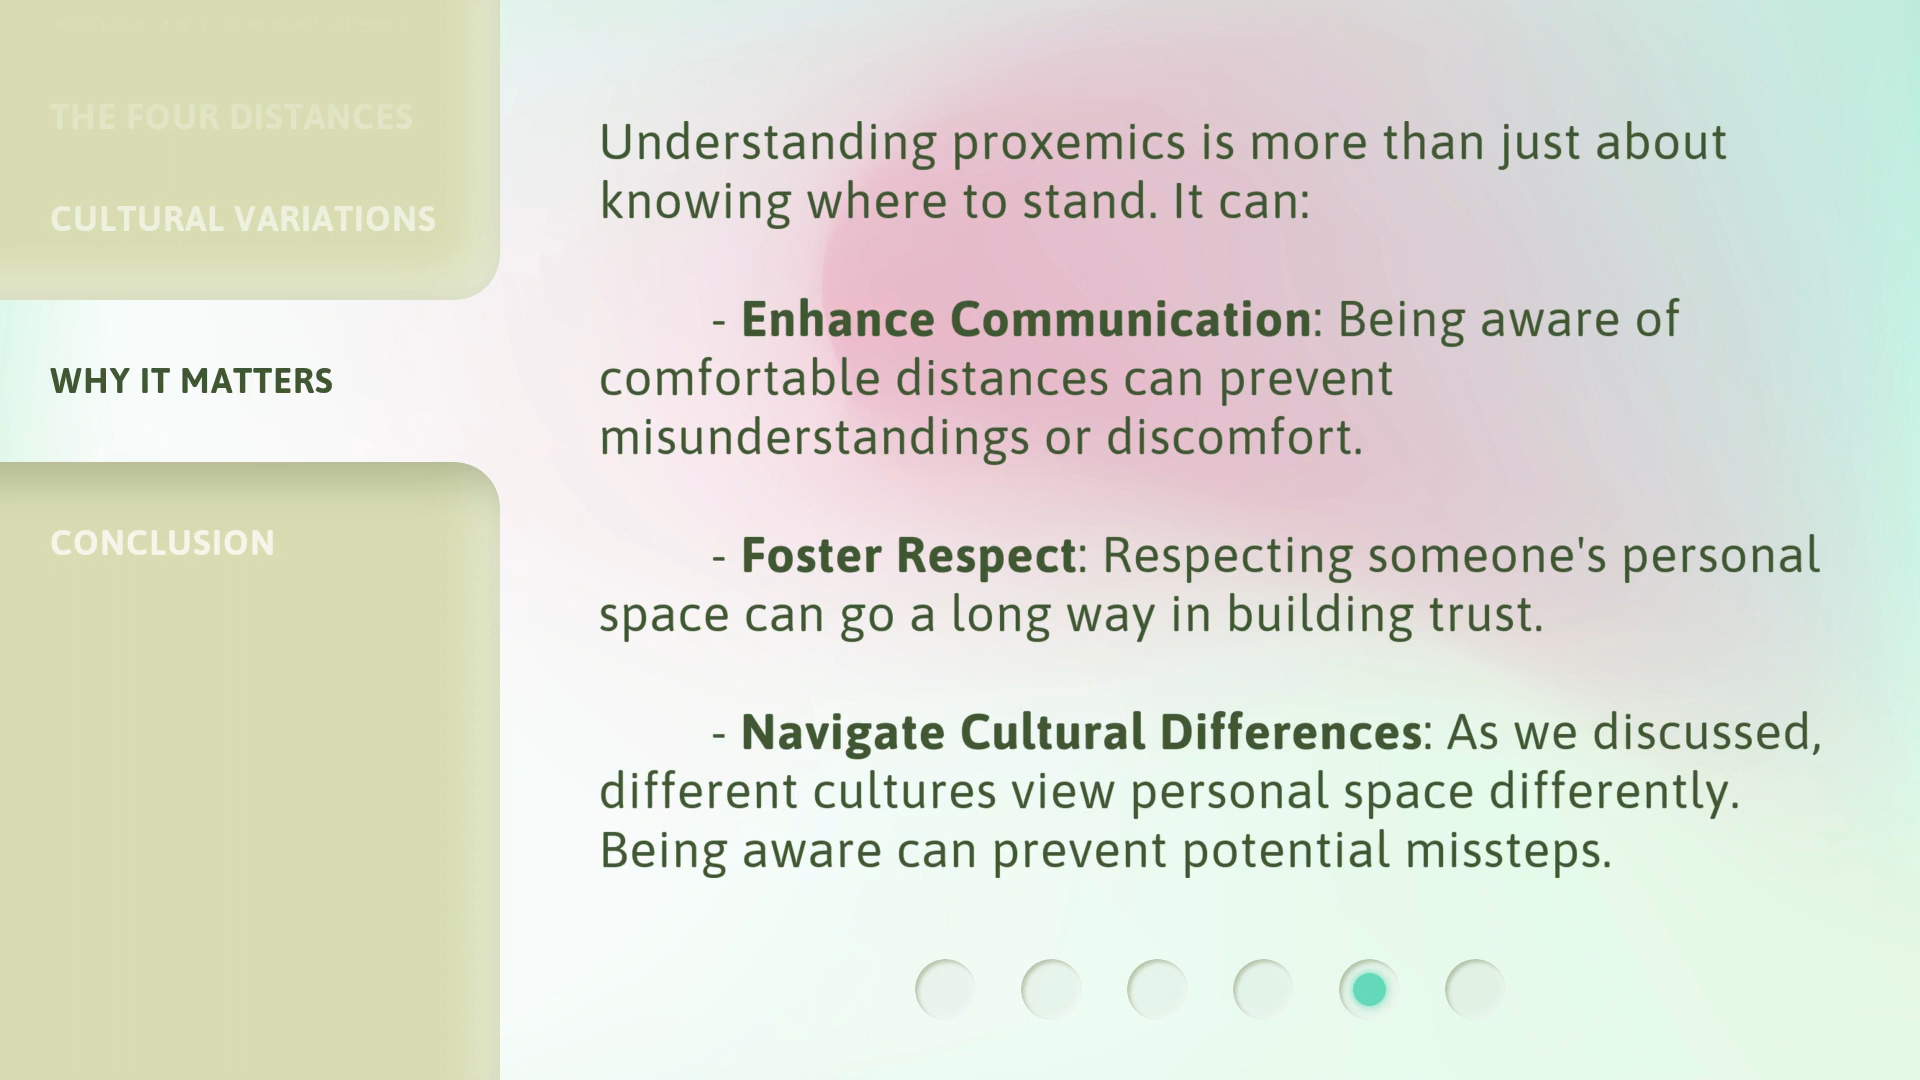 THE FOUR DISTANCES
CULTURAL VARIATIONS
WHY IT MATTERS
CONCLUSION
Understanding proxemics is more than just about
knowing where to stand. It can:
- Enhance Communication: Being aware of
comfortable distances can prevent
misunderstandings or discomfort.
- Foster Respect: Respecting someone's personal
space can go a long way in building trust.
- Navigate Cultural Differences: As we discussed,
different cultures view personal space differently.
Being aware can prevent potential missteps.